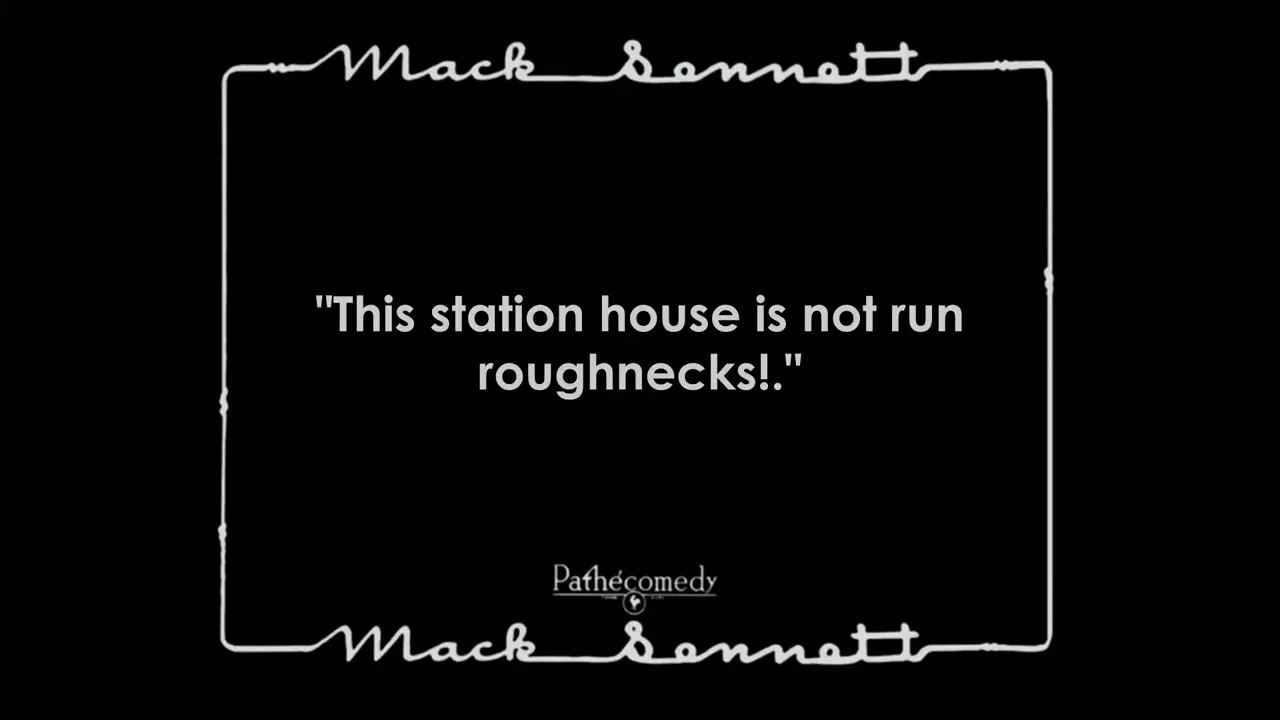 Mack Sennett
"This station house is not run
roughnecks!."
Pathécomedy
Mack Sennett